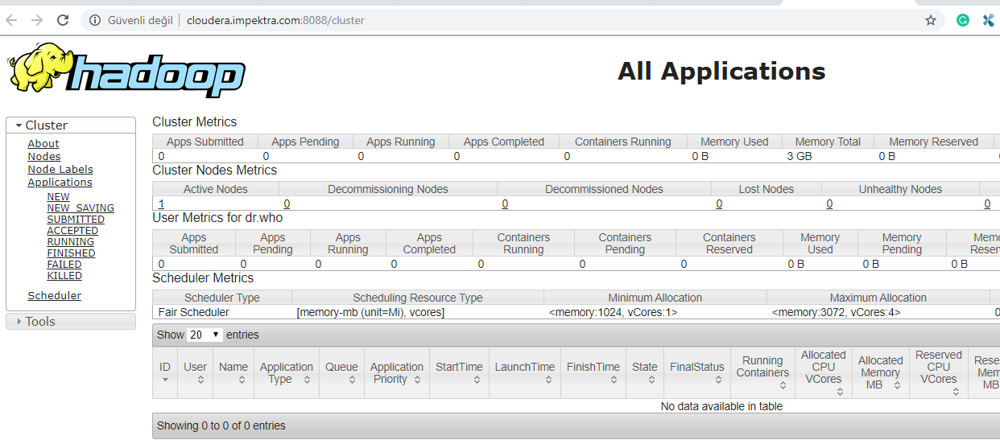 Güvenli değil cloudera.impektra.com:8088/cluster
hadoop
All Applications
Cluster
About
Nodes
Node Labels
Applications
NEW
NEW_SAVING
SUBMITTED
ACCEPTED
RUNNING
FINISHED
FAILED
KILLED
Scheduler
Tools
Cluster Metrics
Apps Submitted Apps Pending Apps Running Apps Completed Containers Running Memory Used Memory Total Memory Reserved
0 0 0 0 0 0 B 3 GB 0 B
Cluster Nodes Metrics
Active Nodes Decommissioning Nodes Decommissioned Nodes Lost Nodes Unhealthy Nodes
1 0 0 0 0 0
User Metrics for dr.who
Apps Submitted Apps Pending Apps Running Apps Completed Containers Running Containers Pending Containers Reserved Memory Used Memory Pending Memo Reser
0 0 0 0 0 0 0 0 B 0 B 0 B
Scheduler Metrics
Scheduler Type Scheduling Resource Type Minimum Allocation Maximum Allocation
Fair Scheduler [memory-mb (unit=Mi), vcores] <memory:1024, vCores:1> <memory:3072, vCores:4> 0
Show 20 entries
ID User Name Application Type Queue Application Priority StartTime LaunchTime FinishTime State FinalStatus Running Containers Allocated CPU VCores Allocated Memory MB Reserved CPU VCores Rese Mem MB
No data available in table
Showing 0 to 0 of 0 entries